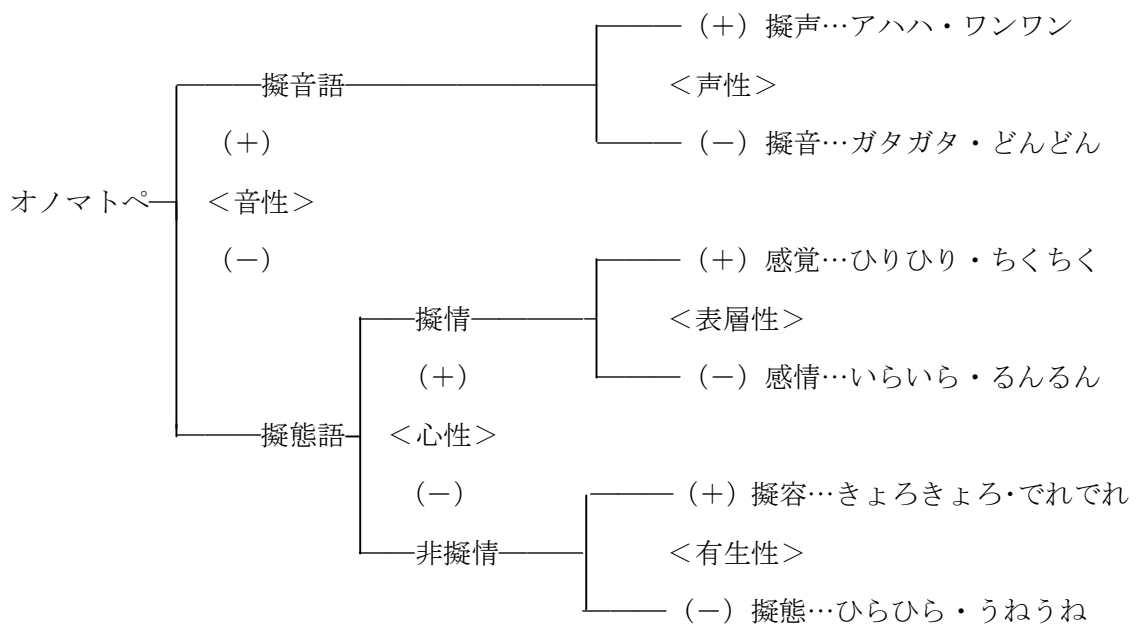 （＋）擬声…アハハ・ワンワン
擬音語 ＜声性＞
（＋） （－）擬音…ガタガタ・どんどん
オノマトペ ＜音性＞
（－） （＋）感覚…ひりひり・ちくちく
擬情 ＜表層性＞
（＋） （－）感情…いらいら・るんるん
擬態語 ＜心性＞
（－） （＋）擬容…きょろきょろ・でれでれ
非擬情 ＜有生性＞
（－）擬態…ひらひら・うねうね